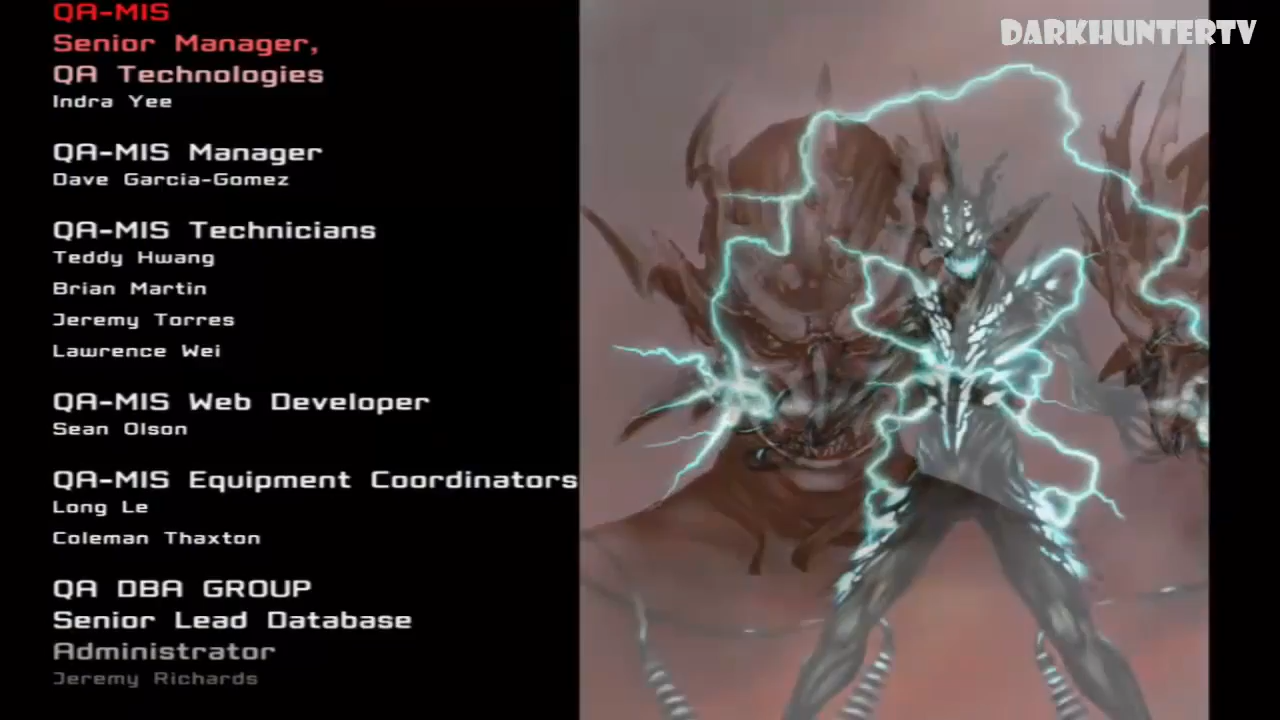 QA-MIS
Senior Manager,
QA Technologies
Indra Yee
QA-MIS Manager
Dave Garcia-Gomez
QA-MIS Technicians
Teddy Hwang
Brian Martin
Jeremy Torres
Lawrence Wei
QA-MIS Web Developer
Sean Olson
QA-MIS Equipment Coordinators
Long Le
Coleman Thaxton
QA DBA GROUP
Senior Lead Database
Administrator
Jeremy Richards
DARKHUNTERTV